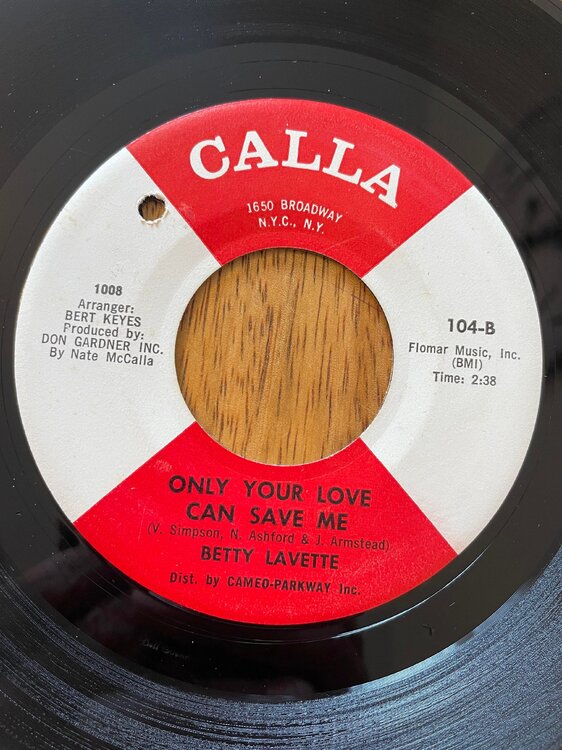 CALLA
1650 BROADWAY
N.Y.C., N.Y.
1008
Arranger:
BERT KEYES
Produced by:
DON GARDNER INC.
By Nate McCalla
104-B
Flomar Music, Inc.
(BMI)
Time: 2:38
ONLY YOUR LOVE
CAN SAVE ME
(V. Simpson, N. Ashford & J. Armstead)
BETTY LAVETTE
Dist. by CAMEO-PARKWAY Inc.